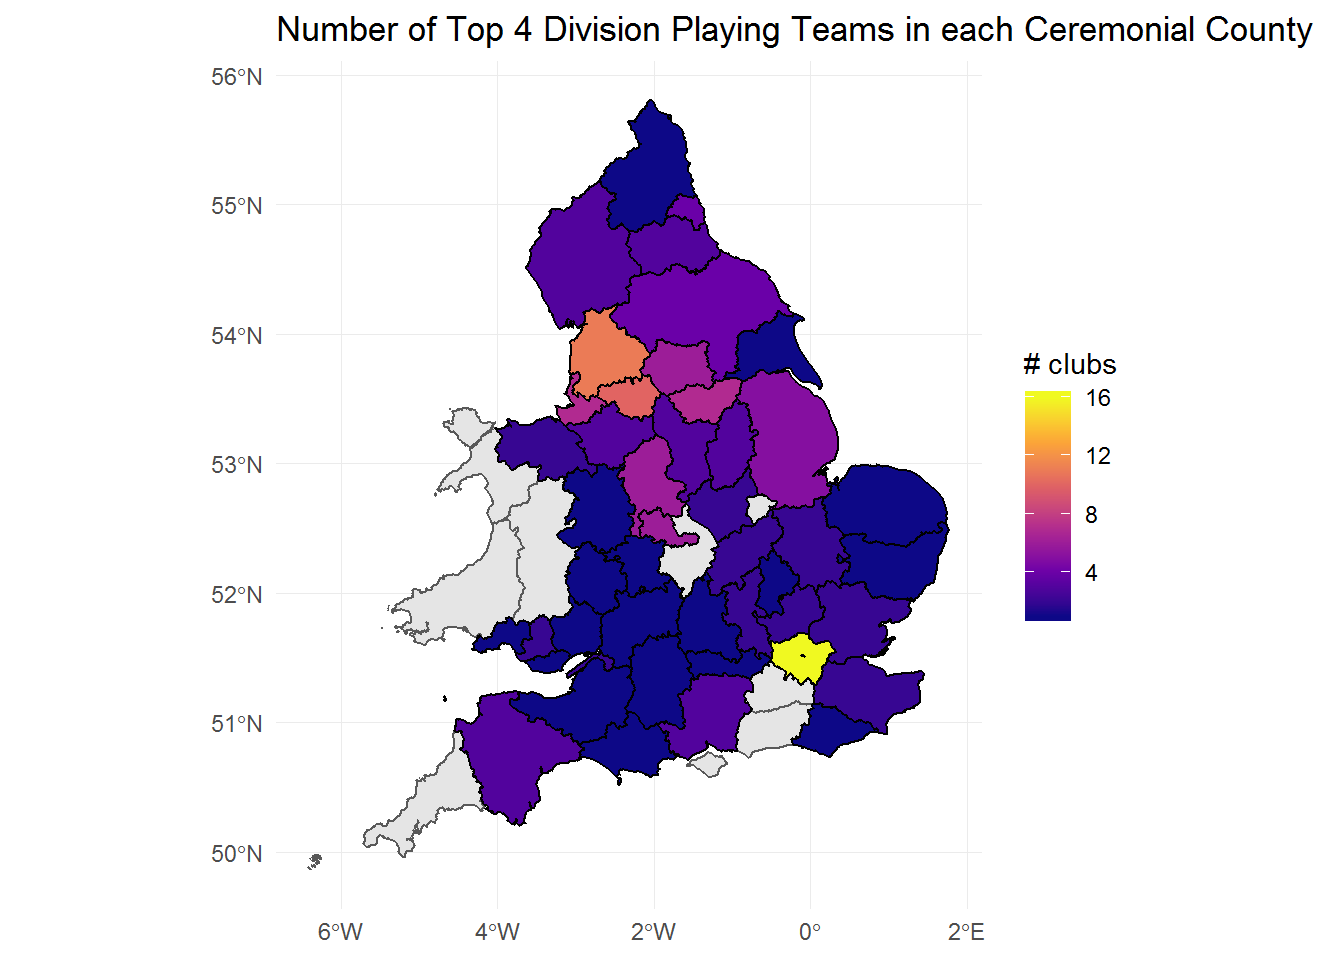 Number of Top 4 Division Playing Teams in each Ceremonial County
56°N
55°N
54°N
53°N
52°N
51°N
50°N
6°W 4°W 2°W 0° 2°E
# clubs
16
12
8
4